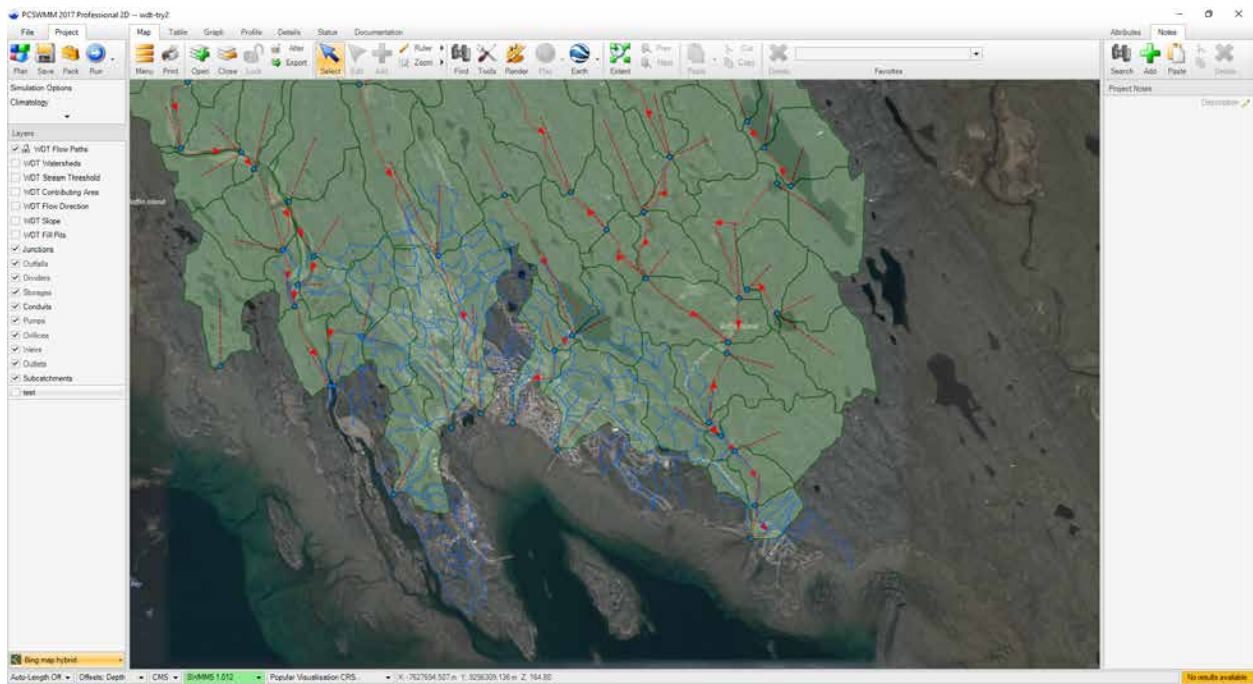 PCSWMM 2017 Professional 2D -- wdt-try2
File Project Map Table Graph Profile Details Status Documentation Attributes Notes
Plan Save Pack Run Menu Print Open Close Lock Alter Export Select Edit Add Ruler Zoom Find Tools Render Play Earth Extent Prev Next Paste Cut Copy Delete Favorites Search Add Paste Delete
Simulation Options
Climatology
Project Notes
Description
Layers
WDT Flow Paths
WDT Watersheds
WDT Stream Threshold
WDT Contributing Area
WDT Flow Direction
WDT Slope
WDT Fill Pits
Junctions
Outfalls
Dividers
Storages
Conduits
Pumps
Orifices
Weirs
Outlets
Subcatchments
test
Bing map hybrid
Auto-Length: Off Offsets: Depth CMS SWMM5 1.012 Popular Visualisation CRS... No results available